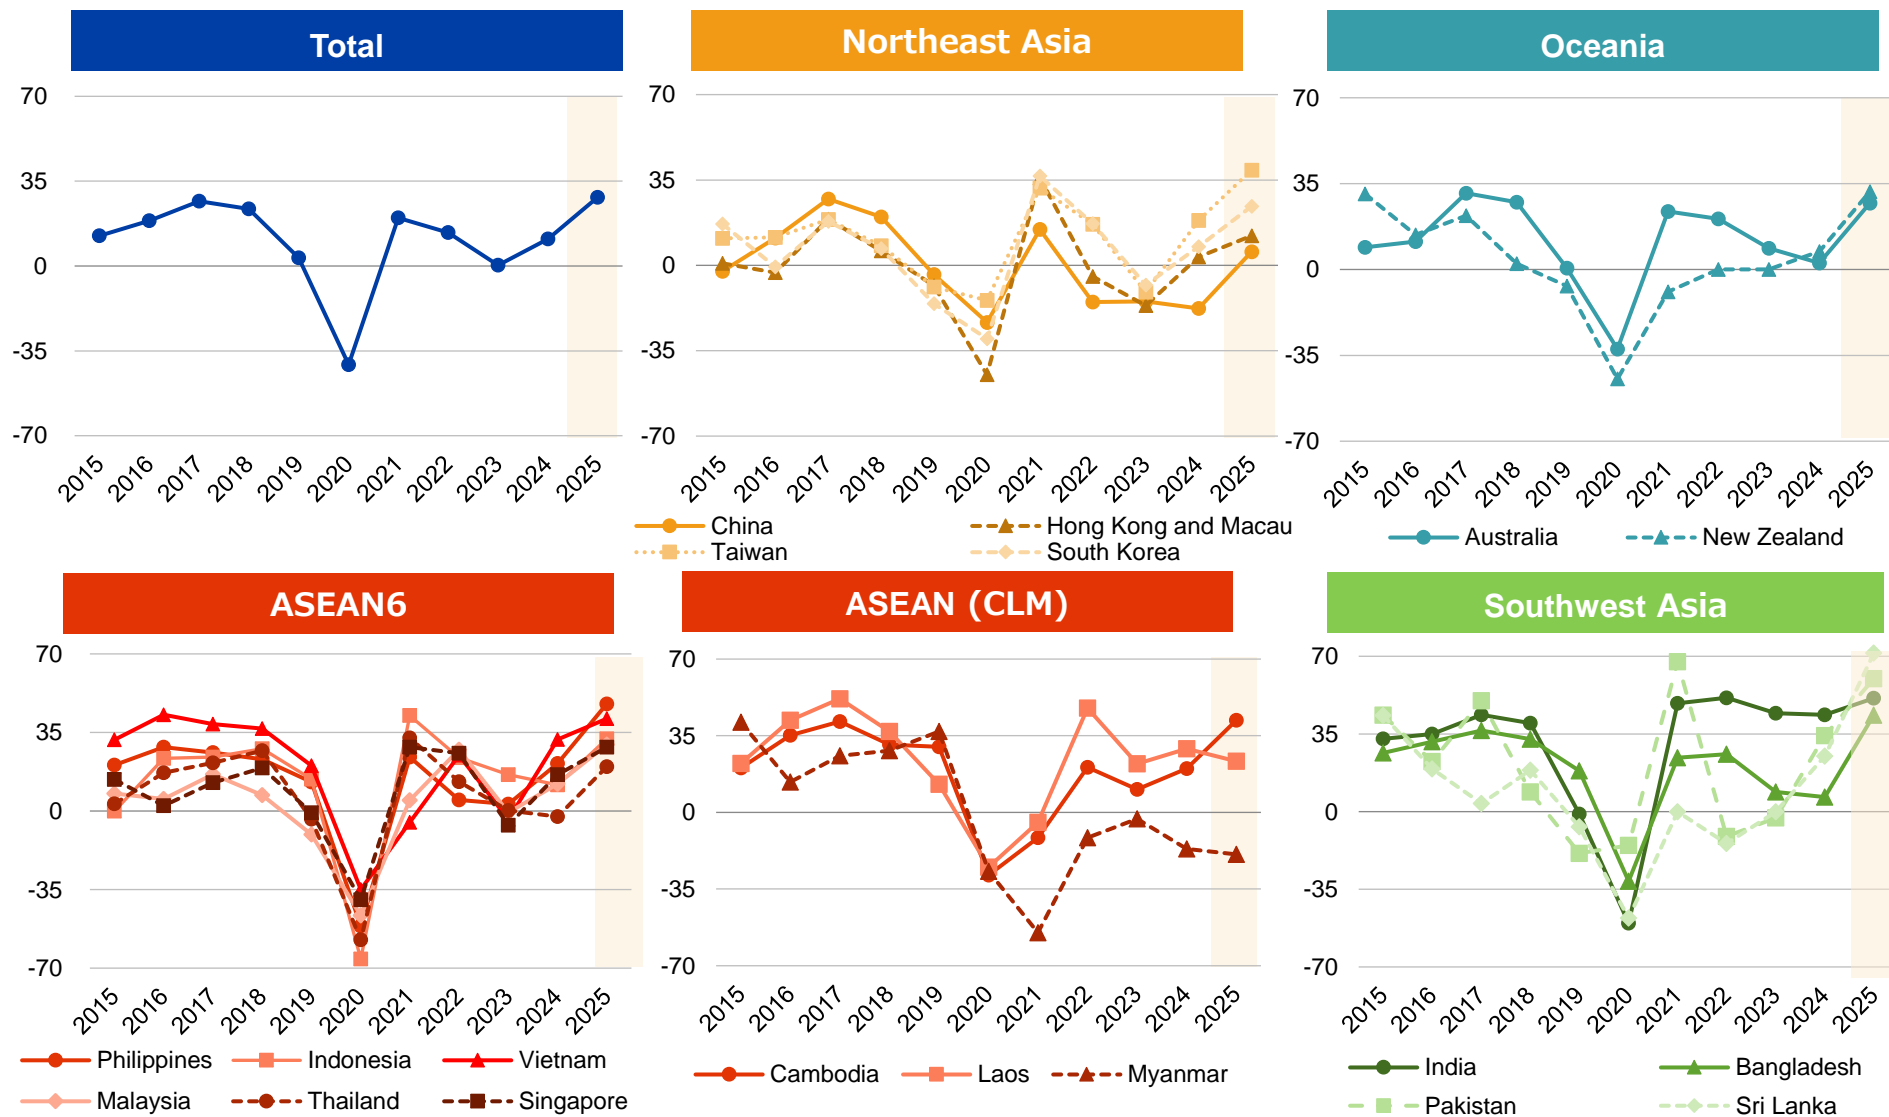 Total
70
35
0
-35
-70
2015 2016 2017 2018 2019 2020 2021 2022 2023 2024 2025
Northeast Asia
70
35
0
-35
-70
2015 2016 2017 2018 2019 2020 2021 2022 2023 2024 2025
China Hong Kong and Macau
Taiwan South Korea
Oceania
70
35
0
-35
-70
2015 2016 2017 2018 2019 2020 2021 2022 2023 2024 2025
Australia New Zealand
ASEAN6
70
35
0
-35
-70
2015 2016 2017 2018 2019 2020 2021 2022 2023 2024 2025
Philippines Indonesia Vietnam
Malaysia Thailand Singapore
ASEAN (CLM)
70
35
0
-35
-70
2015 2016 2017 2018 2019 2020 2021 2022 2023 2024 2025
Cambodia Laos Myanmar
Southwest Asia
70
35
0
-35
-70
2015 2016 2017 2018 2019 2020 2021 2022 2023 2024 2025
India Bangladesh
Pakistan Sri Lanka